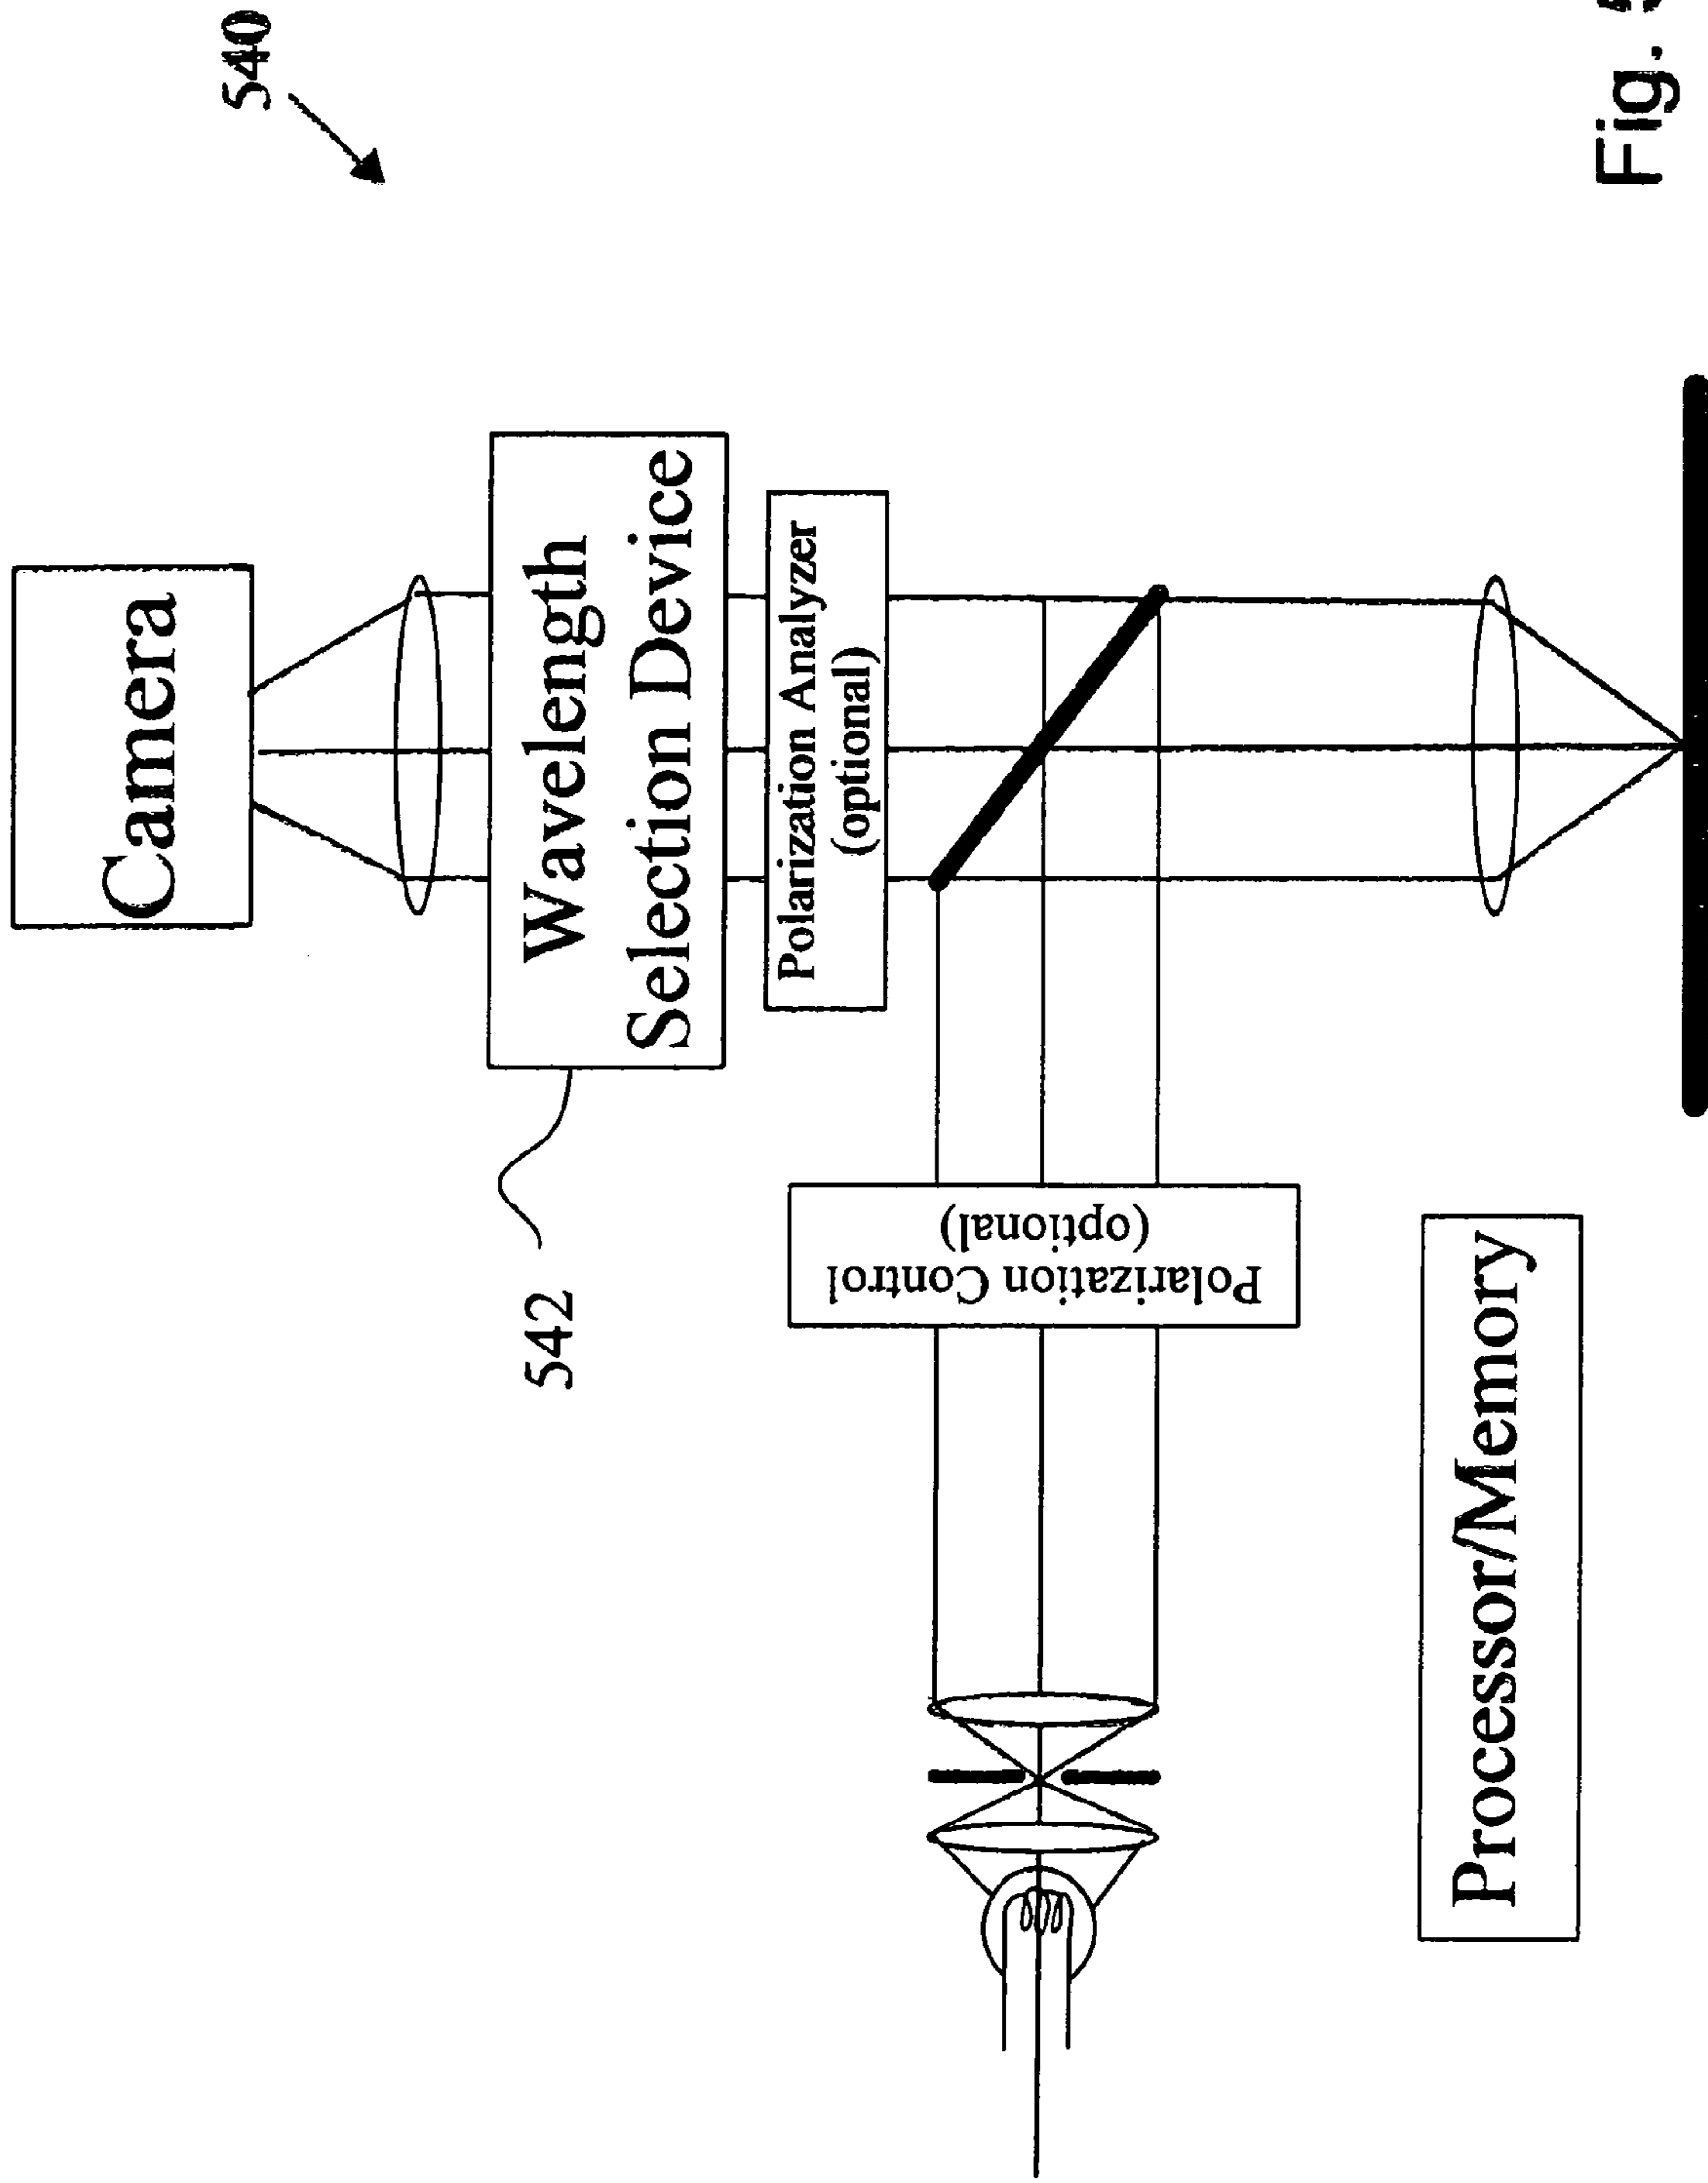 540
Camera
Wavelength
Selection Device
542
Polarization Analyzer
(optional)
Polarization Control
(optional)
Processor/Memory
Fig.